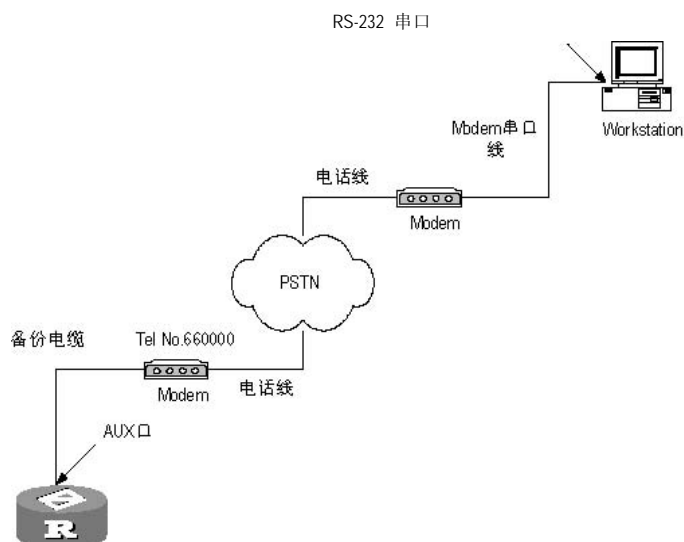 RS-232 串口
Modem串口
线
Workstation
电话线
Modem
PSTN
备份电缆
Tel No.660000
电话线
Modem
AUX口
R